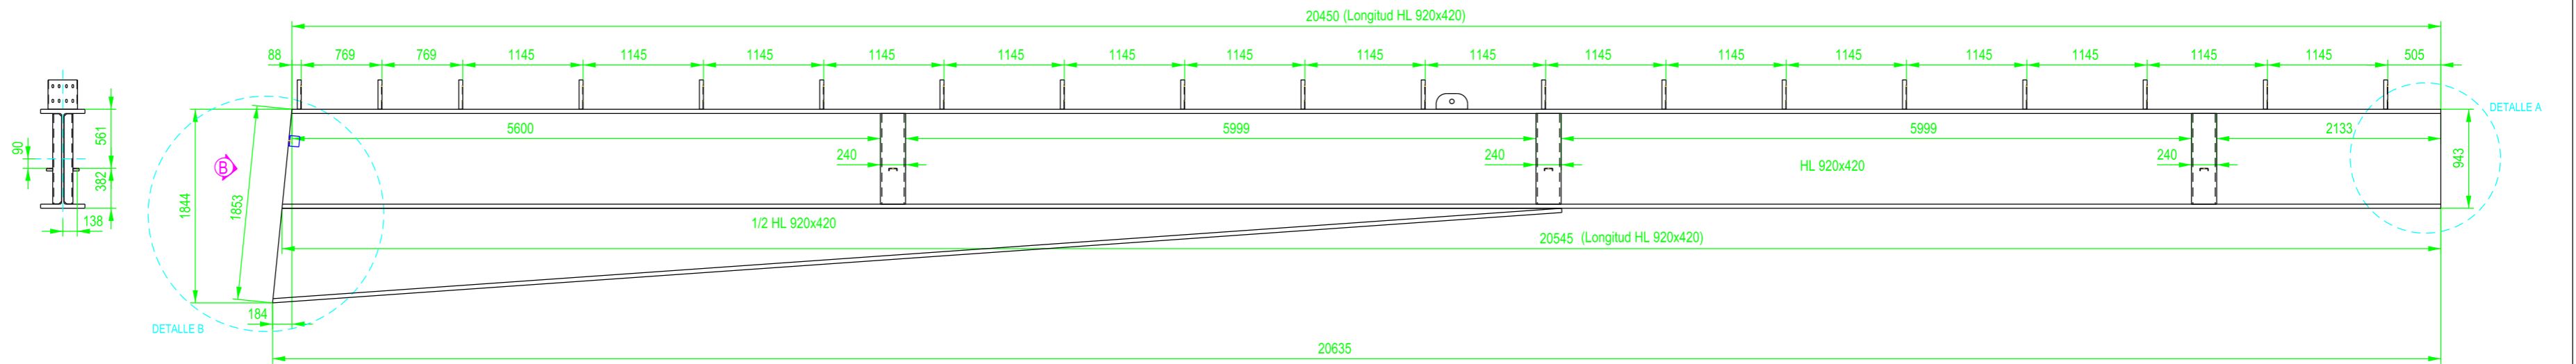 20450 (Longitud HL 920x420)
88 769 769 1145 1145 1145 1145 1145 1145 1145 1145 1145 1145 1145 1145 1145 1145 1145 1145 505
DETALLE A
5600 5999 5999 2133
561
90
240 240 240
HL 920x420
943
B
382
1844
1853
138
1/2 HL 920x420
20545 (Longitud HL 920x420)
184
DETALLE B
20635